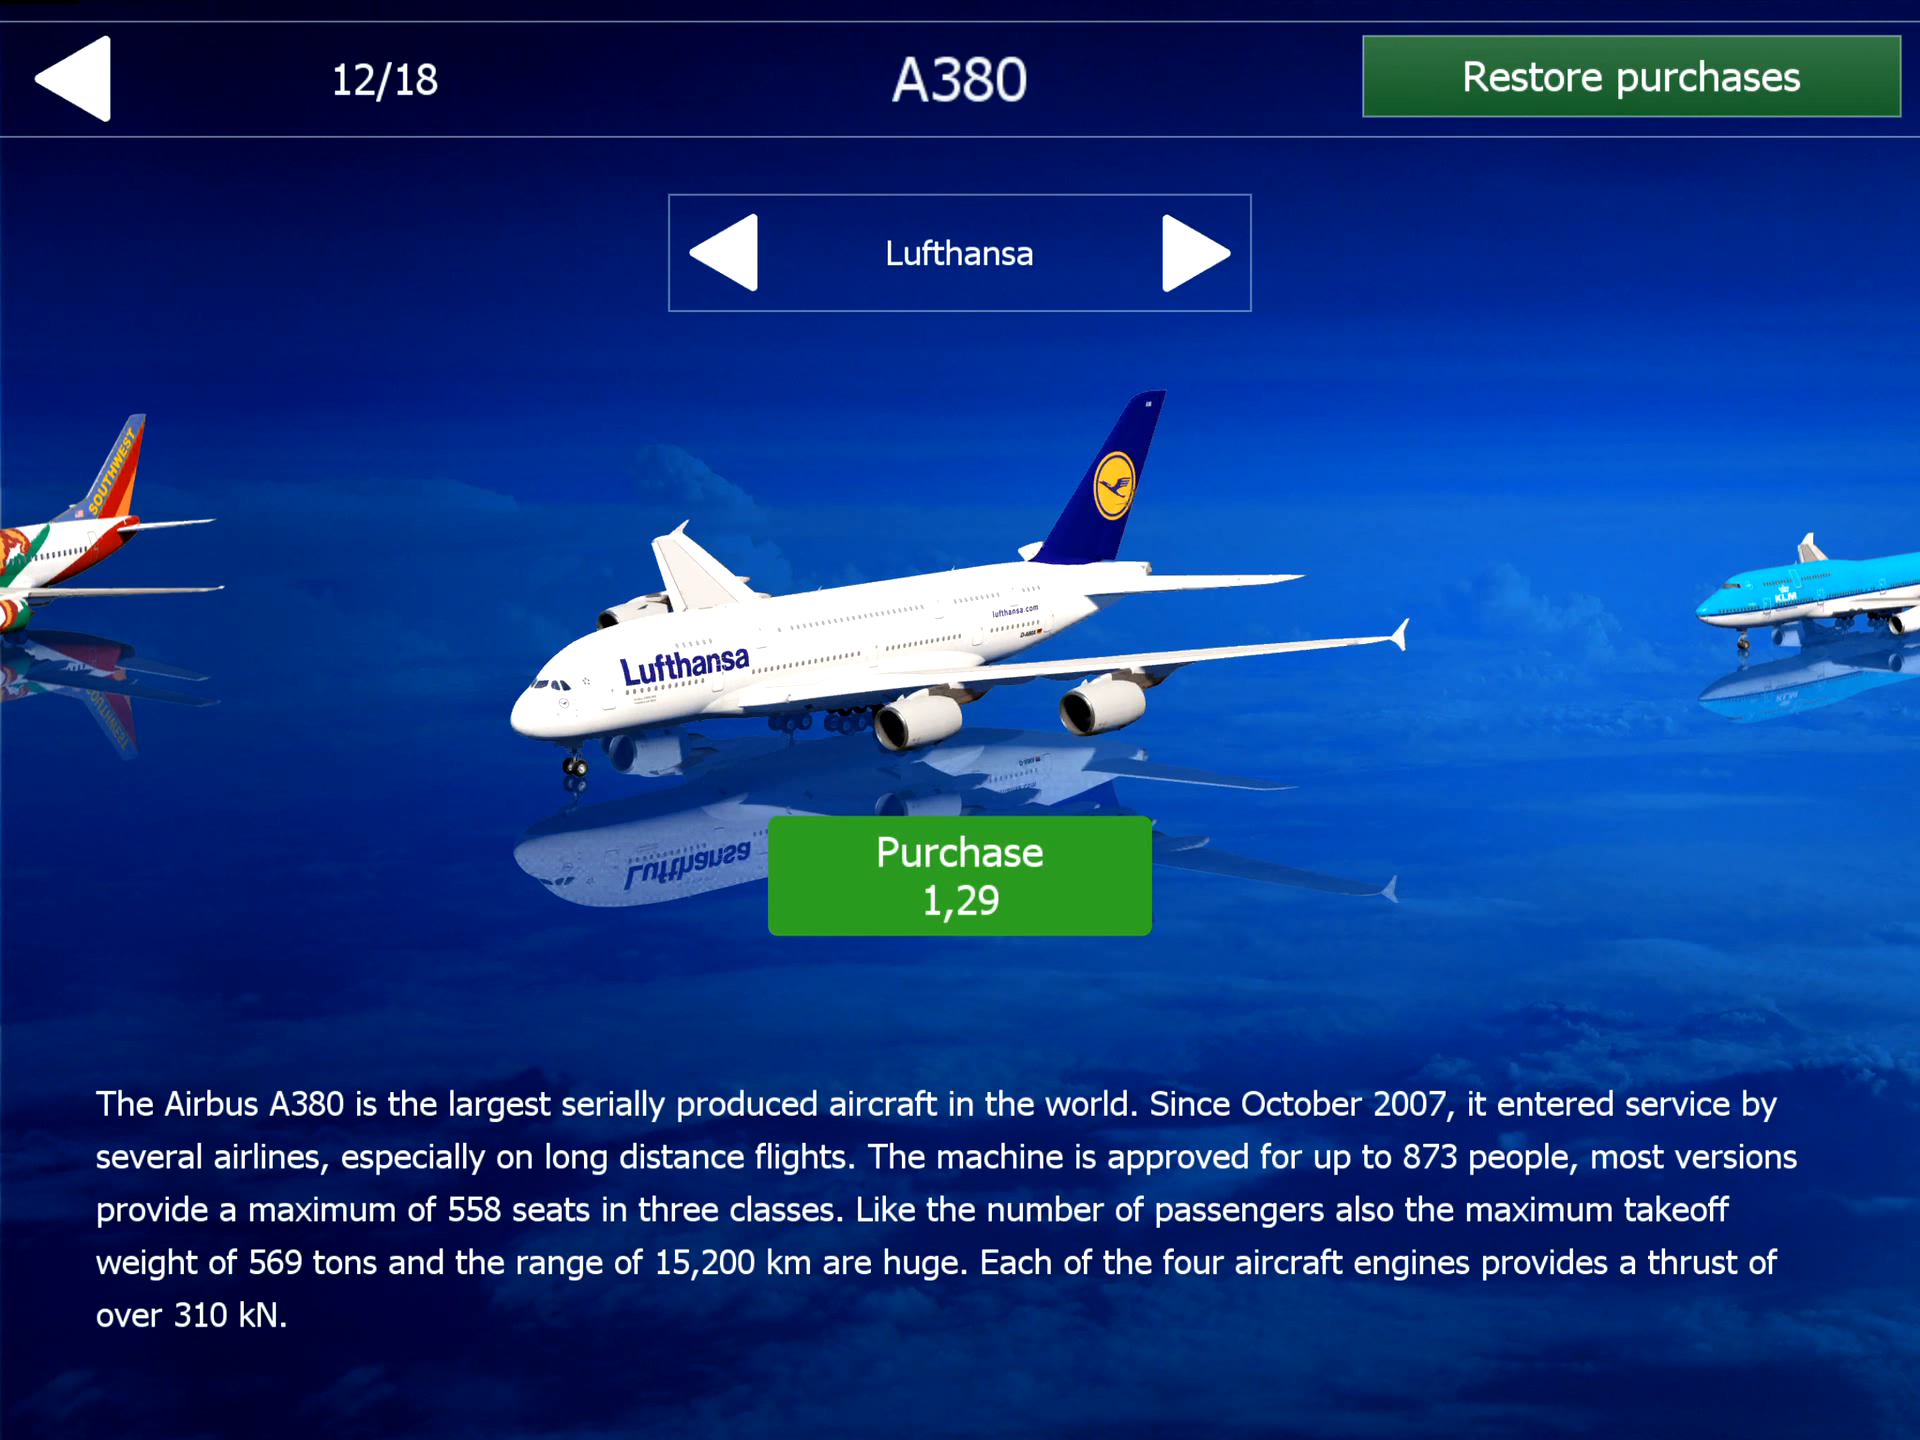 12/18
A380
Restore purchases
Lufthansa
SOUTHWEST
lufthansa.com
Lufthansa
KLM
Purchase
1,29
The Airbus A380 is the largest serially produced aircraft in the world. Since October 2007, it entered service by
several airlines, especially on long distance flights. The machine is approved for up to 873 people, most versions
provide a maximum of 558 seats in three classes. Like the number of passengers also the maximum takeoff
weight of 569 tons and the range of 15,200 km are huge. Each of the four aircraft engines provides a thrust of
over 310 kN.